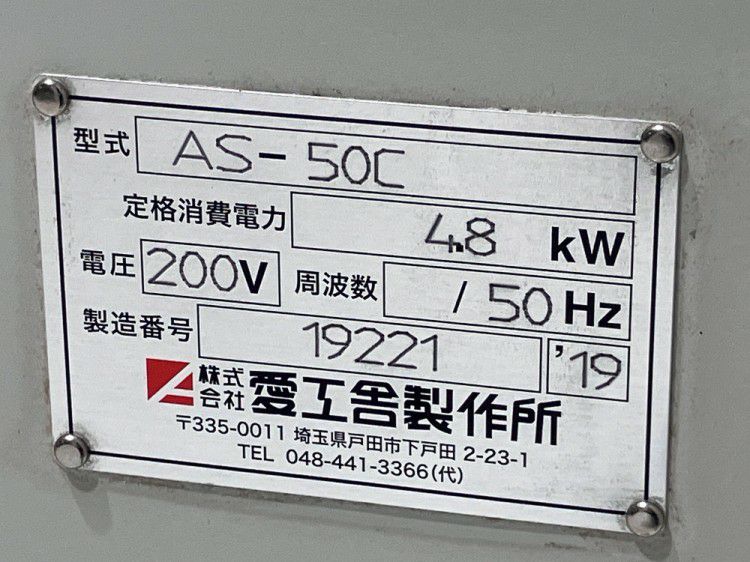 型式 AS-50C
定格消費電力 4.8 kW
電圧 200V 周波数 / 50 Hz
製造番号 19221 '19
株式会社 愛工舎製作所
〒335-0011 埼玉県戸田市下戸田 2-23-1
TEL 048-441-3366(代)